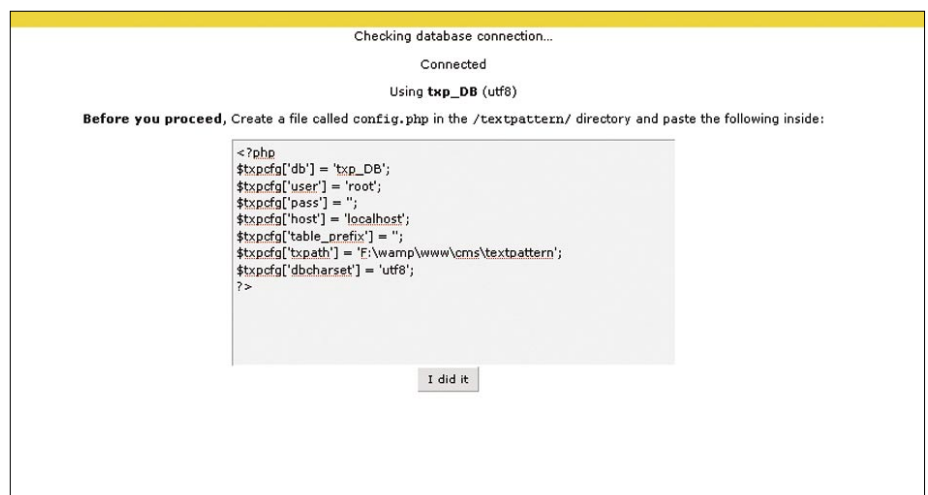 Checking database connection...
Connected
Using txp_DB (utf8)
Before you proceed, Create a file called config.php in the /textpattern/ directory and paste the following inside:
<?php
$txpcfg['db'] = 'txp_DB';
$txpcfg['user'] = 'root';
$txpcfg['pass'] = '';
$txpcfg['host'] = 'localhost';
$txpcfg['table_prefix'] = '';
$txpcfg['txpath'] = 'F:\wamp\www\cms\textpattern';
$txpcfg['dbcharset'] = 'utf8';
?>
I did it